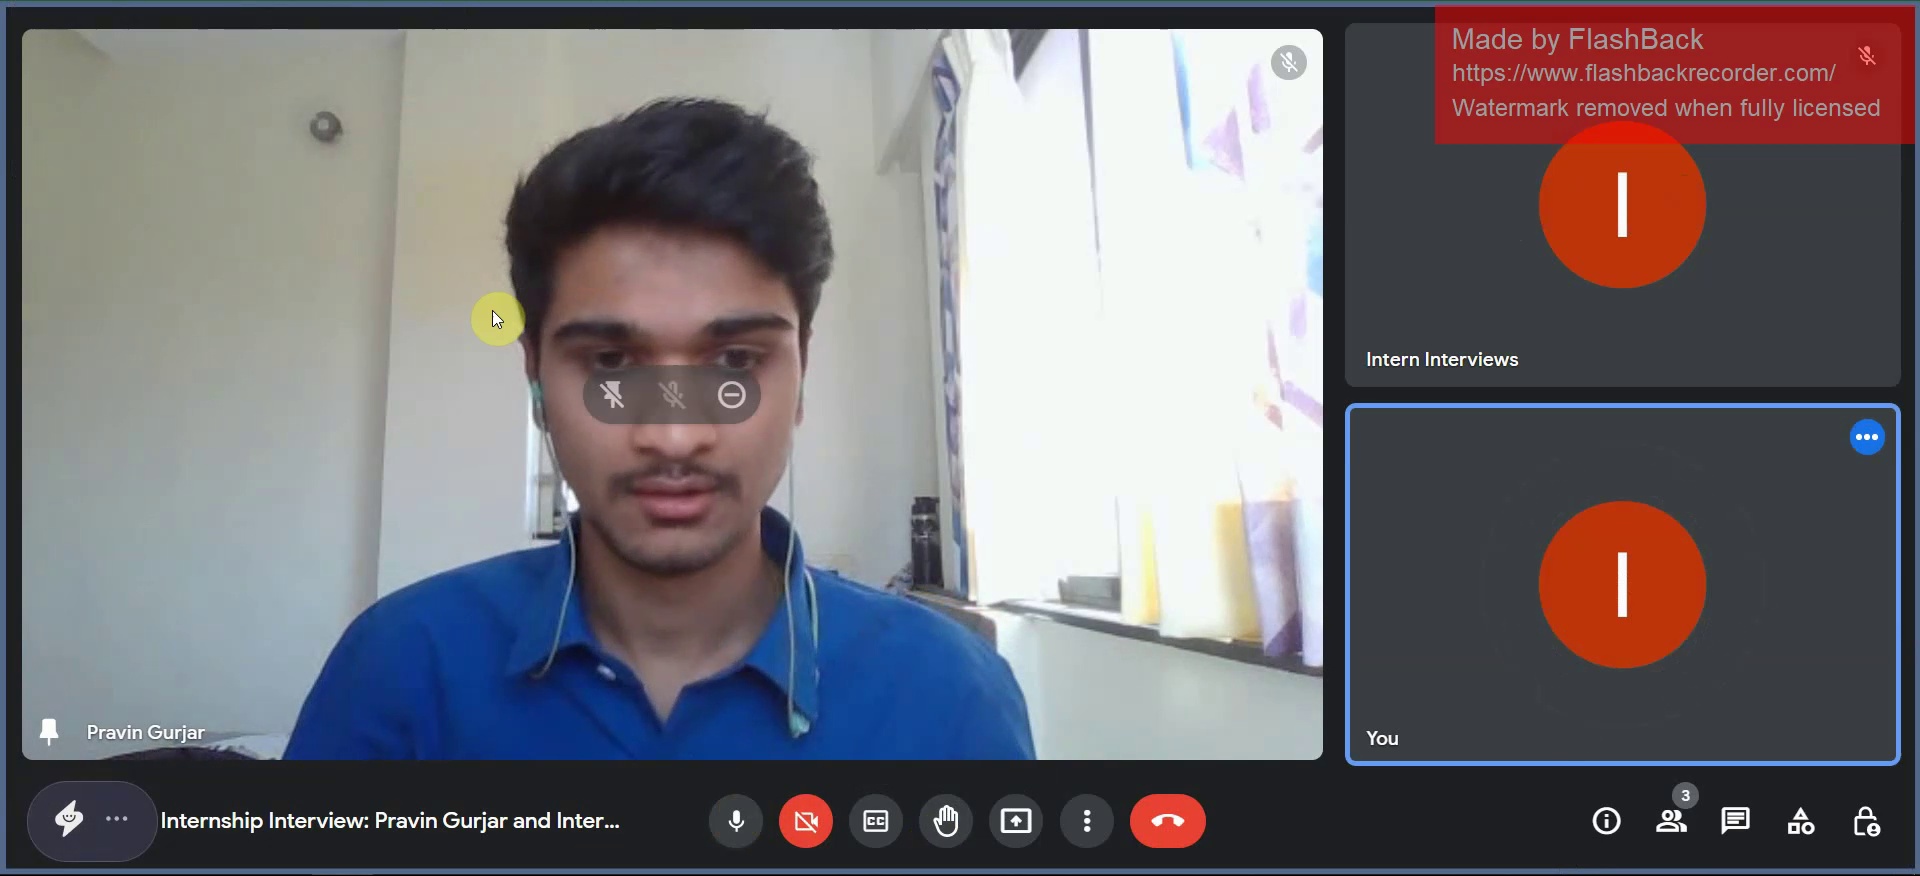 Made by FlashBack
https://www.flashbackrecorder.com/
Watermark removed when fully licensed
I
Intern Interviews
I
You
Pravin Gurjar
Internship Interview: Pravin Gurjar and Inter...
CC
3